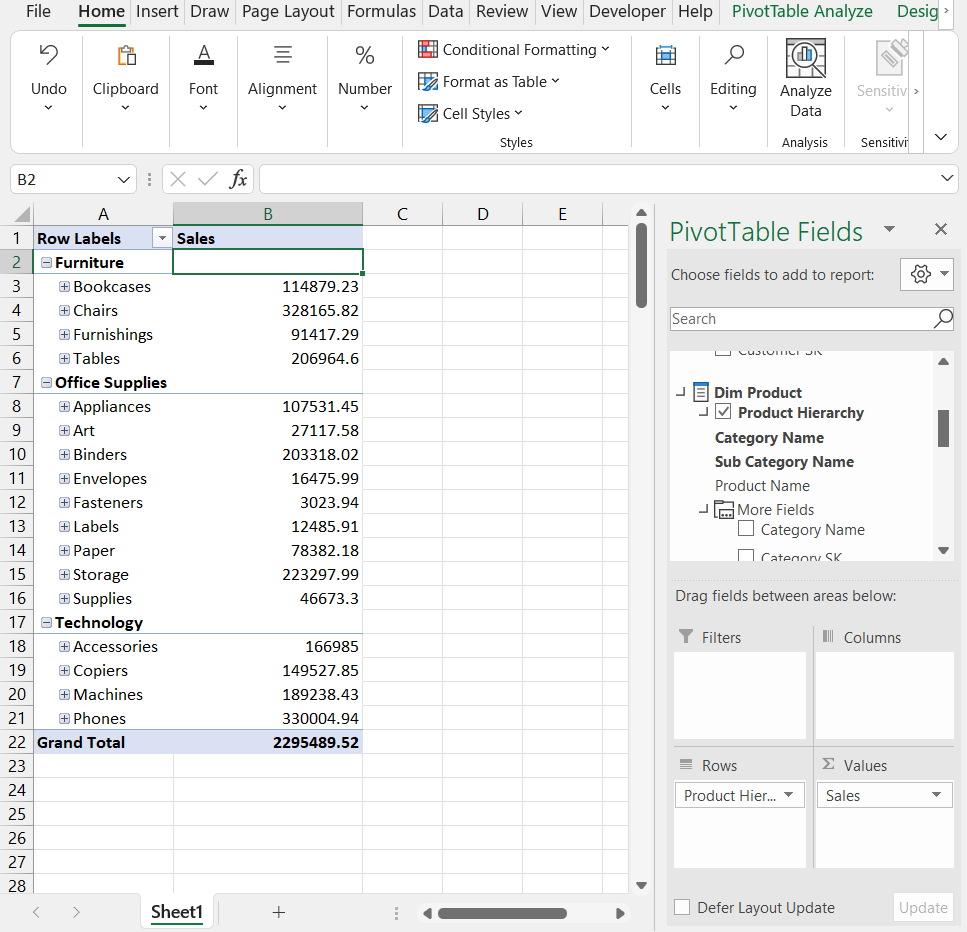 File Home Insert Draw Page Layout Formulas Data Review View Developer Help PivotTable Analyze Desig
Undo Clipboard Font Alignment Number
Conditional Formatting
Format as Table
Cell Styles
Styles
Cells
Editing
Analyze Data
Analysis
Sensitiv
Sensitivi
B2 fx
A B C D E
1 Row Labels Sales
2 Furniture
3 Bookcases 114879.23
4 Chairs 328165.82
5 Furnishings 91417.29
6 Tables 206964.6
7 Office Supplies
8 Appliances 107531.45
9 Art 27117.58
10 Binders 203318.02
11 Envelopes 16475.99
12 Fasteners 3023.94
13 Labels 12485.91
14 Paper 78382.18
15 Storage 223297.99
16 Supplies 46673.3
17 Technology
18 Accessories 166985
19 Copiers 149527.85
20 Machines 189238.43
21 Phones 330004.94
22 Grand Total 2295489.52
23
24
25
26
27
28
Sheet1
PivotTable Fields
Choose fields to add to report:
Search
Customer SK
Dim Product
Product Hierarchy
Category Name
Sub Category Name
Product Name
More Fields
Category Name
Category SK
Drag fields between areas below:
Filters Columns
Rows Σ Values
Product Hier... Sales
Defer Layout Update Update